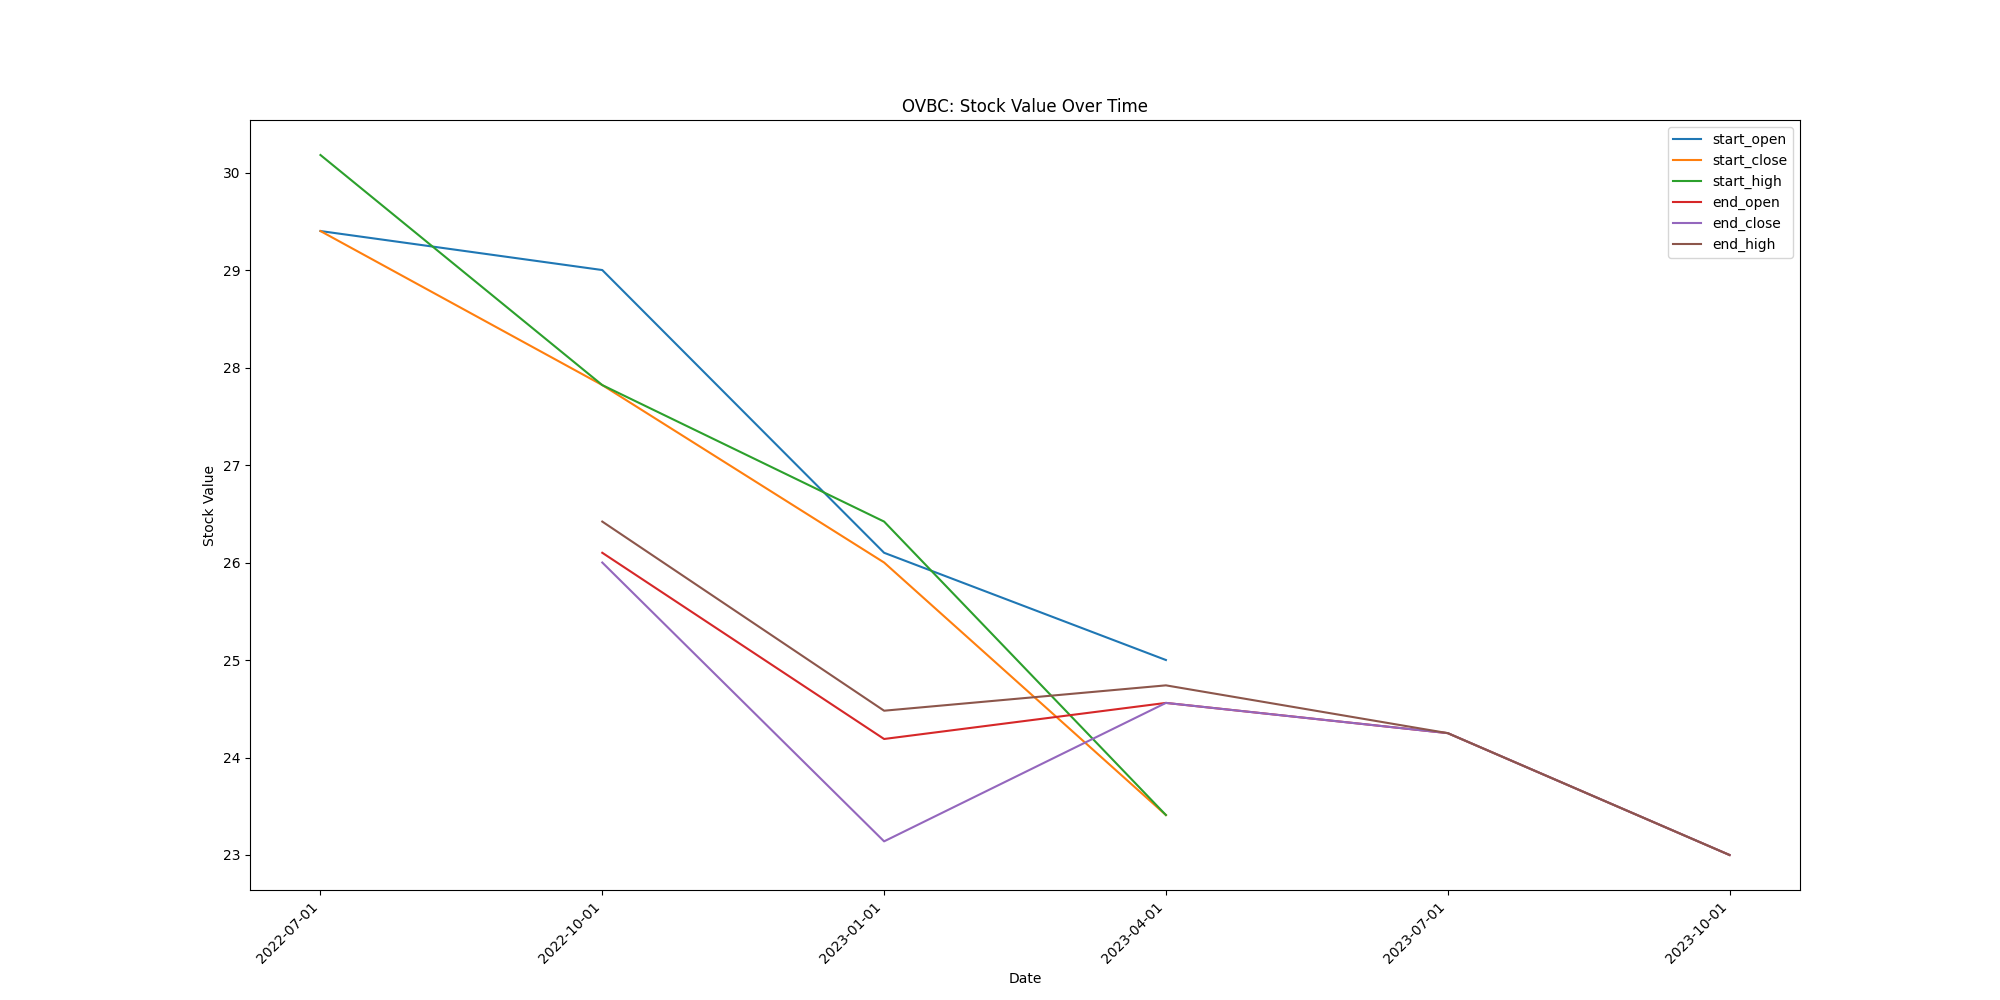 OVBC: Stock Value Over Time
start_open
start_close
start_high
end_open
end_close
end_high
Stock Value
30
29
28
27
26
25
24
23
2022-07-01
2022-10-01
2023-01-01
2023-04-01
2023-07-01
2023-10-01
Date